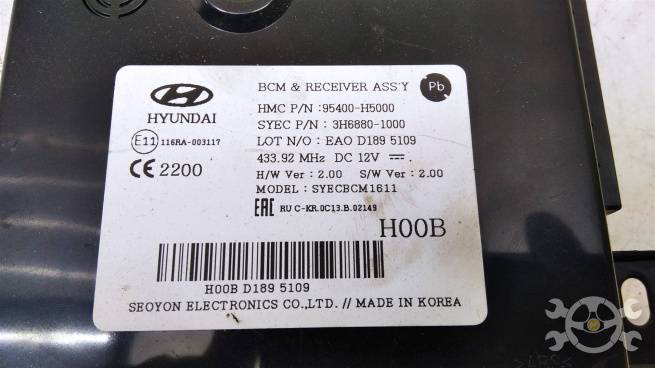 BCM & RECEIVER ASS'Y
Pb
HYUNDAI
HMC P/N :95400-H5000
SYEC P/N : 3H6880-1000
E11 116RA-003117
LOT N/O : EAO D189 5109
CE 2200
433.92 MHz DC 12V
H/W Ver : 2.00 S/W Ver : 2.00
MODEL : SYECBCM1611
EAC RU C-KR.0C13.B.02149
H00B
H00B D189 5109
SEOYON ELECTRONICS CO.,LTD. // MADE IN KOREA
>ABS<